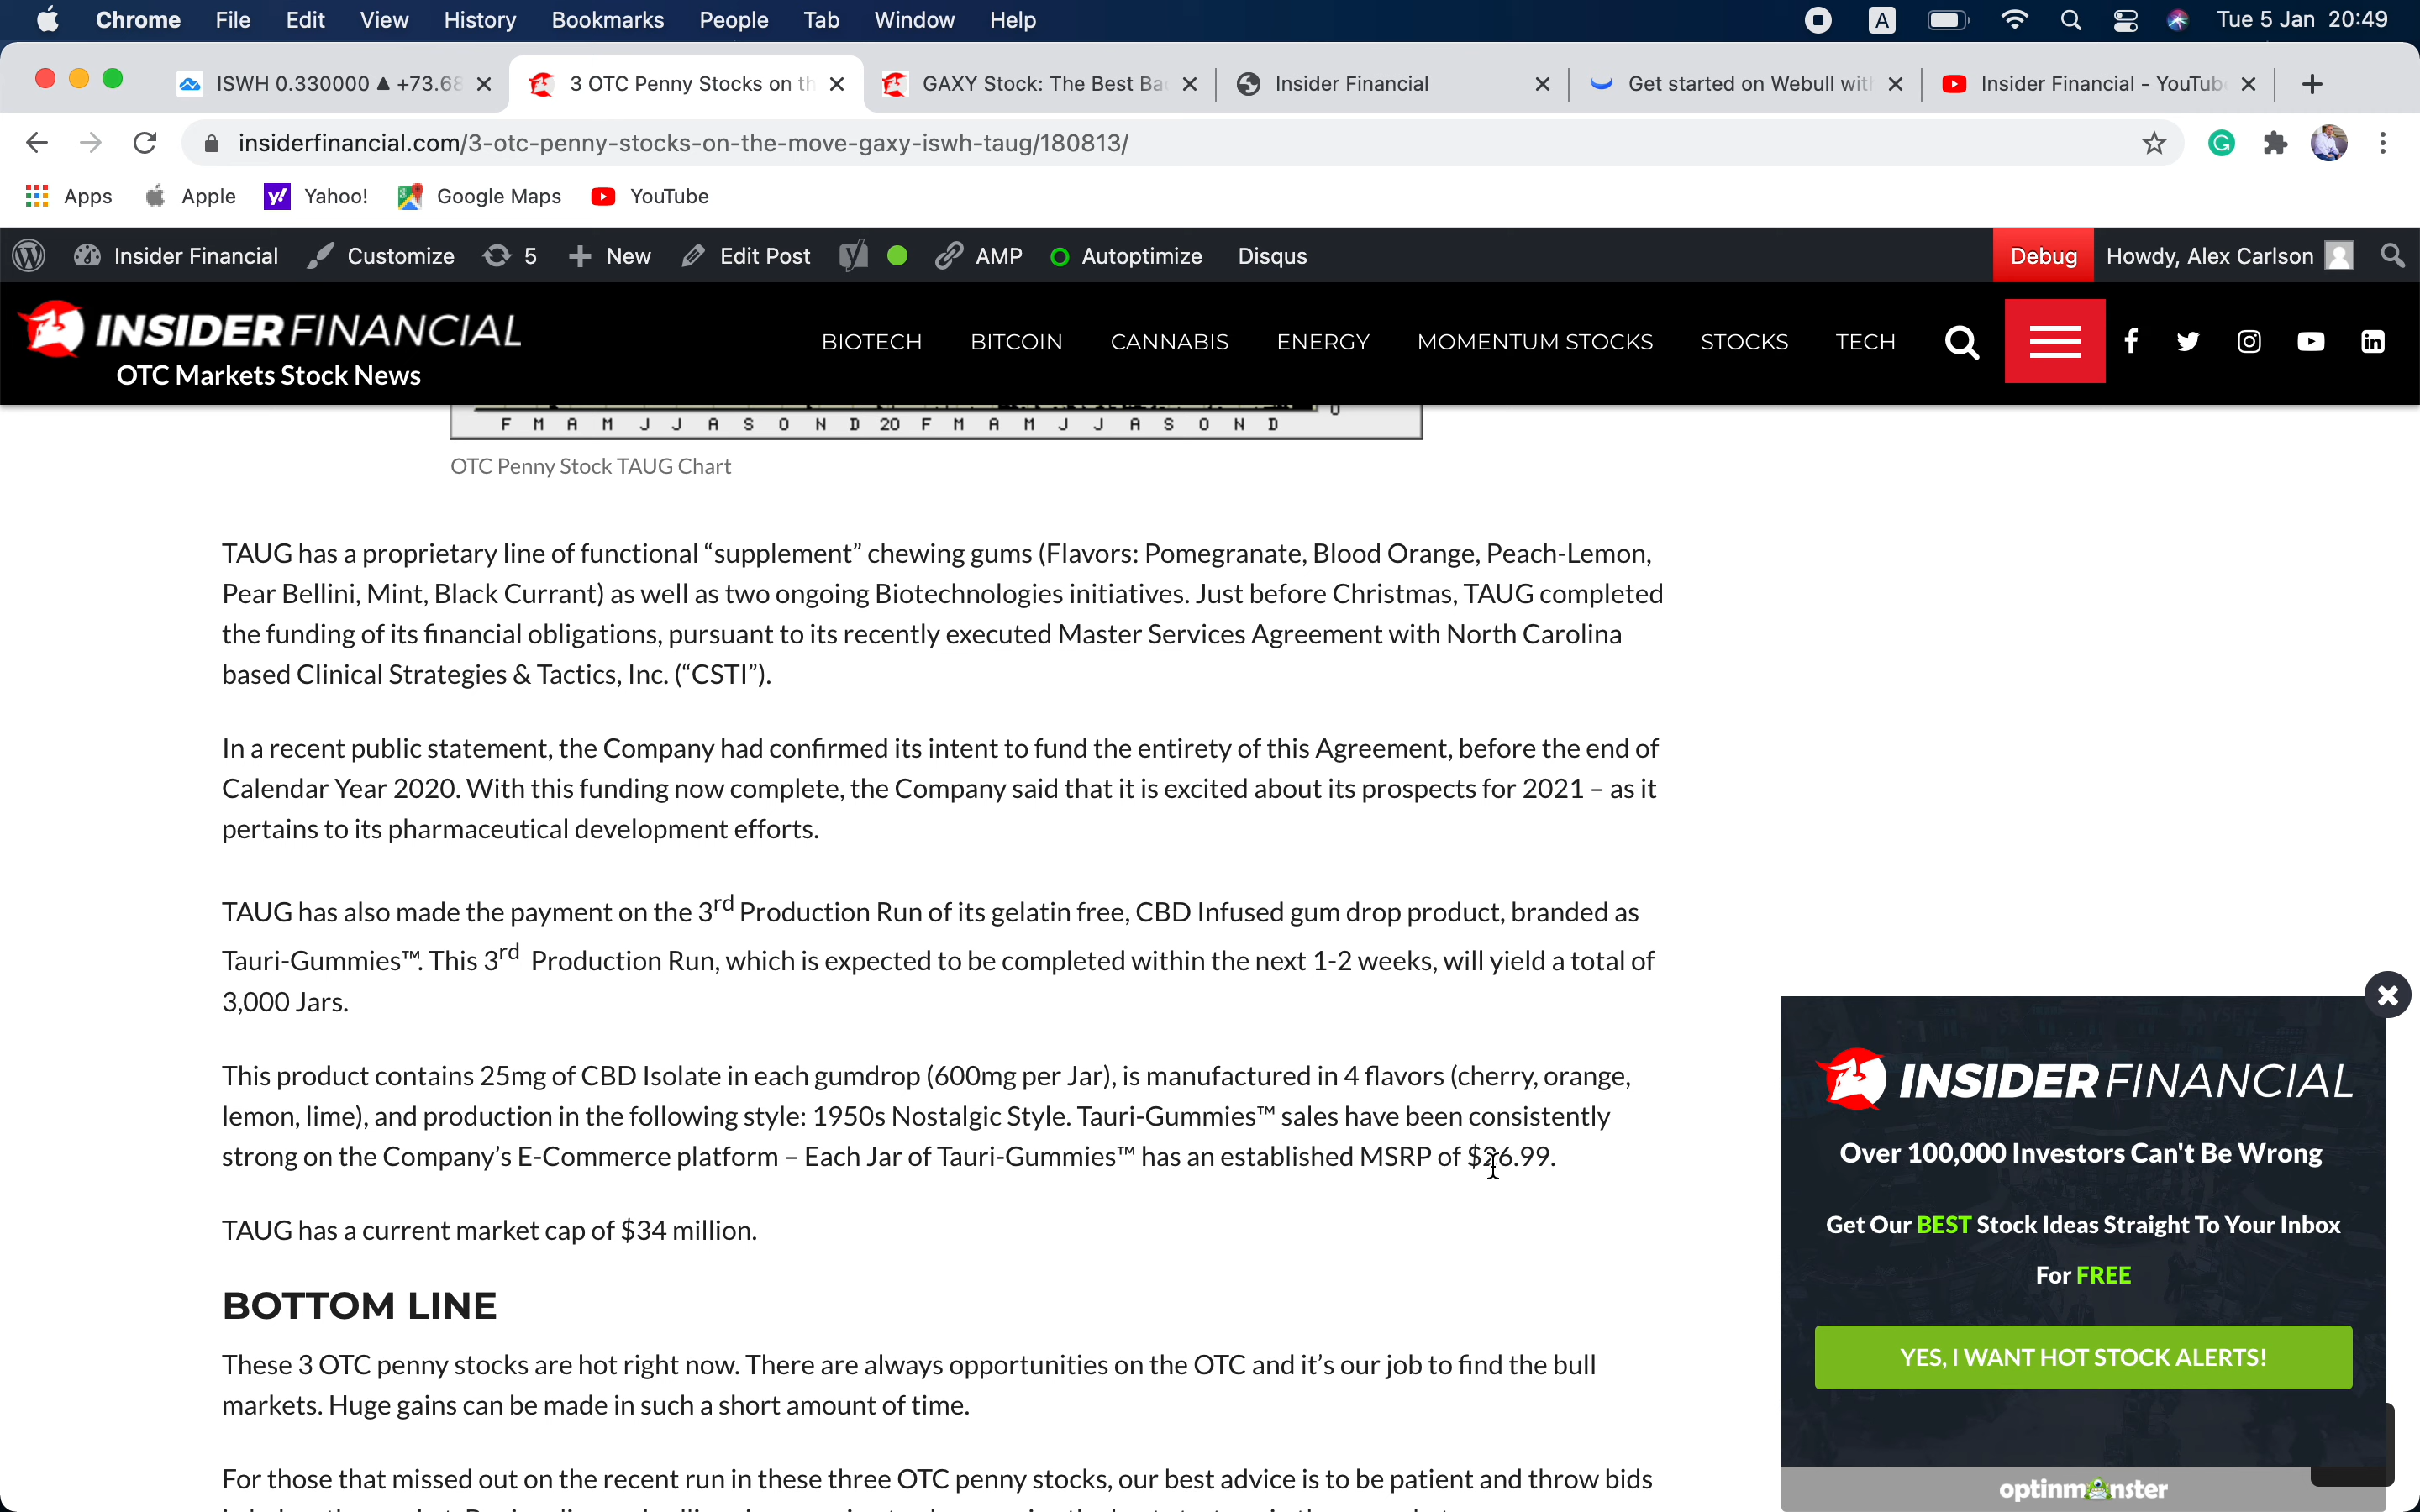 Chrome File Edit View History Bookmarks People Tab Window Help A Tue 5 Jan 20:49
ISWH 0.330000 ▲ +73.68 3 OTC Penny Stocks on th GAXY Stock: The Best Ba Insider Financial Get started on Webull wit Insider Financial - YouTub
insiderfinancial.com/3-otc-penny-stocks-on-the-move-gaxy-iswh-taug/180813/
Apps Apple Yahoo! Google Maps YouTube
Insider Financial Customize 5 New Edit Post AMP Autoptimize Disqus Debug Howdy, Alex Carlson
INSIDER FINANCIAL
OTC Markets Stock News
BIOTECH BITCOIN CANNABIS ENERGY MOMENTUM STOCKS STOCKS TECH
F M A M J J A S O N D 20 F M A M J J A S O N D
OTC Penny Stock TAUG Chart
TAUG has a proprietary line of functional “supplement” chewing gums (Flavors: Pomegranate, Blood Orange, Peach-Lemon,
Pear Bellini, Mint, Black Currant) as well as two ongoing Biotechnologies initiatives. Just before Christmas, TAUG completed
the funding of its financial obligations, pursuant to its recently executed Master Services Agreement with North Carolina
based Clinical Strategies & Tactics, Inc. (“CSTI”).
In a recent public statement, the Company had confirmed its intent to fund the entirety of this Agreement, before the end of
Calendar Year 2020. With this funding now complete, the Company said that it is excited about its prospects for 2021 – as it
pertains to its pharmaceutical development efforts.
TAUG has also made the payment on the 3rd Production Run of its gelatin free, CBD Infused gum drop product, branded as
Tauri-Gummies™. This 3rd Production Run, which is expected to be completed within the next 1-2 weeks, will yield a total of
3,000 Jars.
This product contains 25mg of CBD Isolate in each gumdrop (600mg per Jar), is manufactured in 4 flavors (cherry, orange,
lemon, lime), and production in the following style: 1950s Nostalgic Style. Tauri-Gummies™ sales have been consistently
strong on the Company’s E-Commerce platform – Each Jar of Tauri-Gummies™ has an established MSRP of $26.99.
TAUG has a current market cap of $34 million.
BOTTOM LINE
These 3 OTC penny stocks are hot right now. There are always opportunities on the OTC and it’s our job to find the bull
markets. Huge gains can be made in such a short amount of time.
For those that missed out on the recent run in these three OTC penny stocks, our best advice is to be patient and throw bids
INSIDER FINANCIAL
Over 100,000 Investors Can't Be Wrong
Get Our BEST Stock Ideas Straight To Your Inbox
For FREE
YES, I WANT HOT STOCK ALERTS!
optinmonster